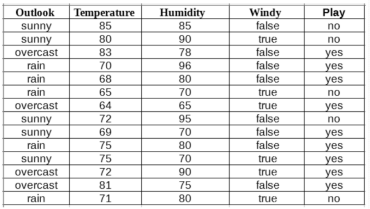 Outlook Temperature Humidity Windy Play
sunny 85 85 false no
sunny 80 90 true no
overcast 83 78 false yes
rain 70 96 false yes
rain 68 80 false yes
rain 65 70 true no
overcast 64 65 true yes
sunny 72 95 false no
sunny 69 70 false yes
rain 75 80 false yes
sunny 75 70 true yes
overcast 72 90 true yes
overcast 81 75 false yes
rain 71 80 true no